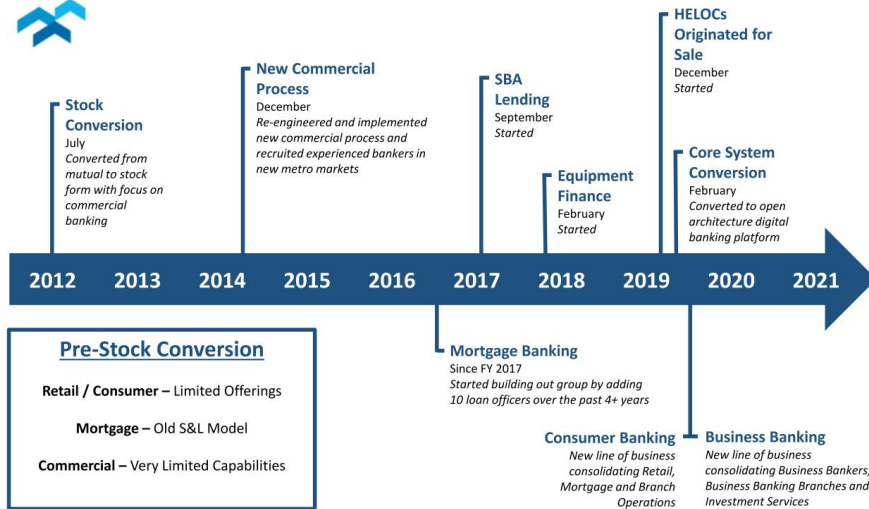 HELOCs
Originated for
Sale
December
Started
New Commercial
Process
December
Re-engineered and implemented
new commercial process and
recruited experienced bankers in
new metro markets
SBA
Lending
September
Started
Stock
Conversion
July
Converted from
mutual to stock
form with focus on
commercial
banking
Core System
Conversion
February
Converted to open
architecture digital
banking platform
Equipment
Finance
February
Started
2012 2013 2014 2015 2016 2017 2018 2019 2020 2021
Pre-Stock Conversion
Retail / Consumer – Limited Offerings
Mortgage – Old S&L Model
Commercial – Very Limited Capabilities
Mortgage Banking
Since FY 2017
Started building out group by adding
10 loan officers over the past 4+ years
Consumer Banking
New line of business
consolidating Retail,
Mortgage and Branch
Operations
Business Banking
New line of business
consolidating Business Bankers,
Business Banking Branches and
Investment Services